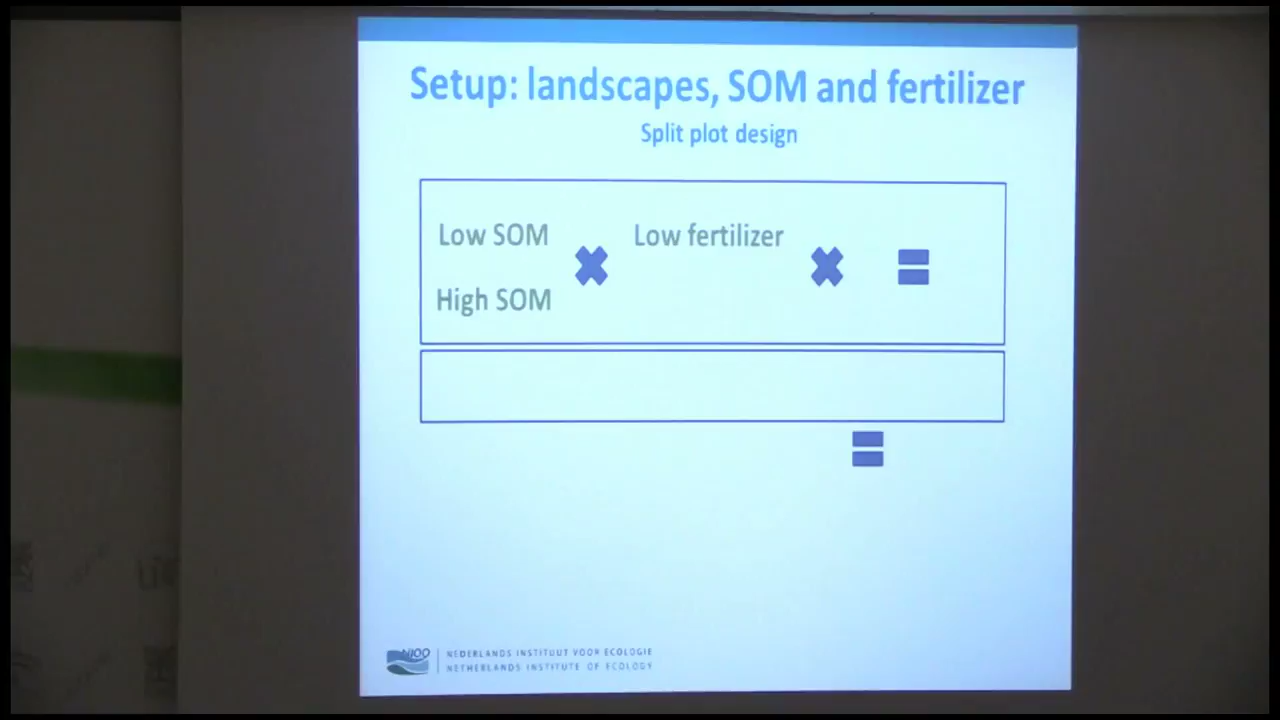 Setup: landscapes, SOM and fertilizer
Split plot design
Low SOM
Low fertilizer
High SOM
NIOO
NEDERLANDS INSTITUUT VOOR ECOLOGIE
NETHERLANDS INSTITUTE OF ECOLOGY